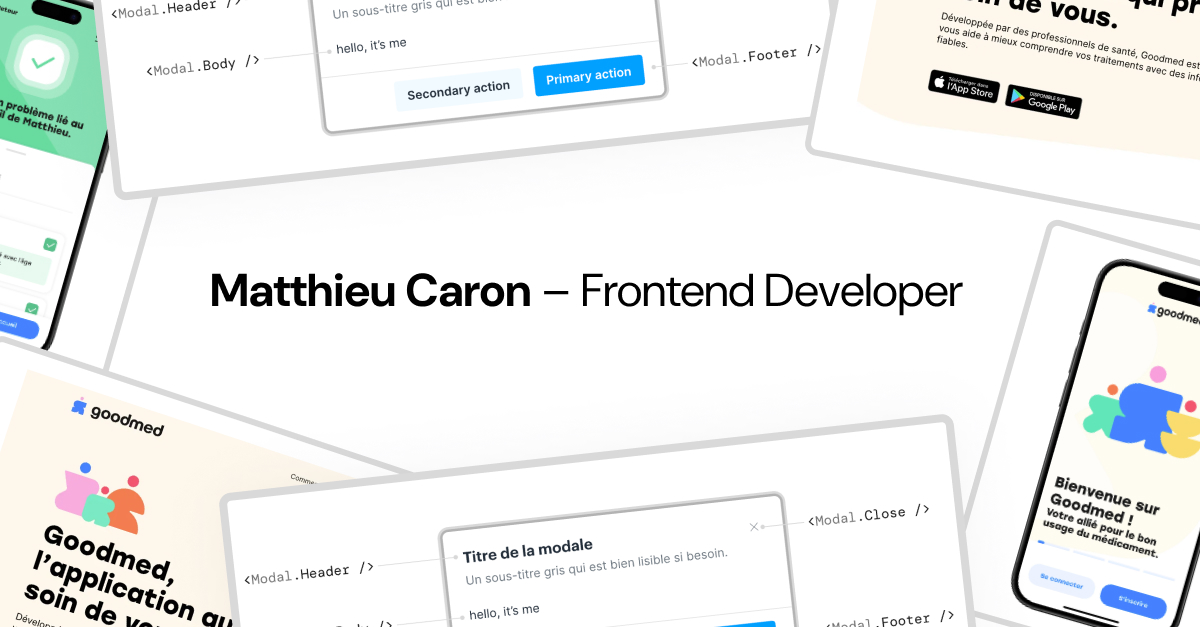 <Modal.Header />
Un sous-titre gris qui est bien
hello, it's me
<Modal.Body />
Secondary action
Primary action
<Modal.Footer />
problème lié au
de Matthieu.
avec l'âge
de vous.
Développée par des professionnels de santé, Goodmed est
vous aide à mieux comprendre vos traitements avec des
fiables.
Télécharger dans
l'App Store
DISPONIBLE SUR
Google Play
Matthieu Caron – Frontend Developer
goodmed
Goodmed,
l'application qu
soin de
goodmed
Bienvenue sur
Goodmed !
Votre allié pour le bon
usage du médicament.
Se connecter
S'inscrire
<Modal.Header />
Titre de la modale
Un sous-titre gris qui est bien lisible si besoin.
hello, it's me
<Modal.Close />
<Modal.Footer />